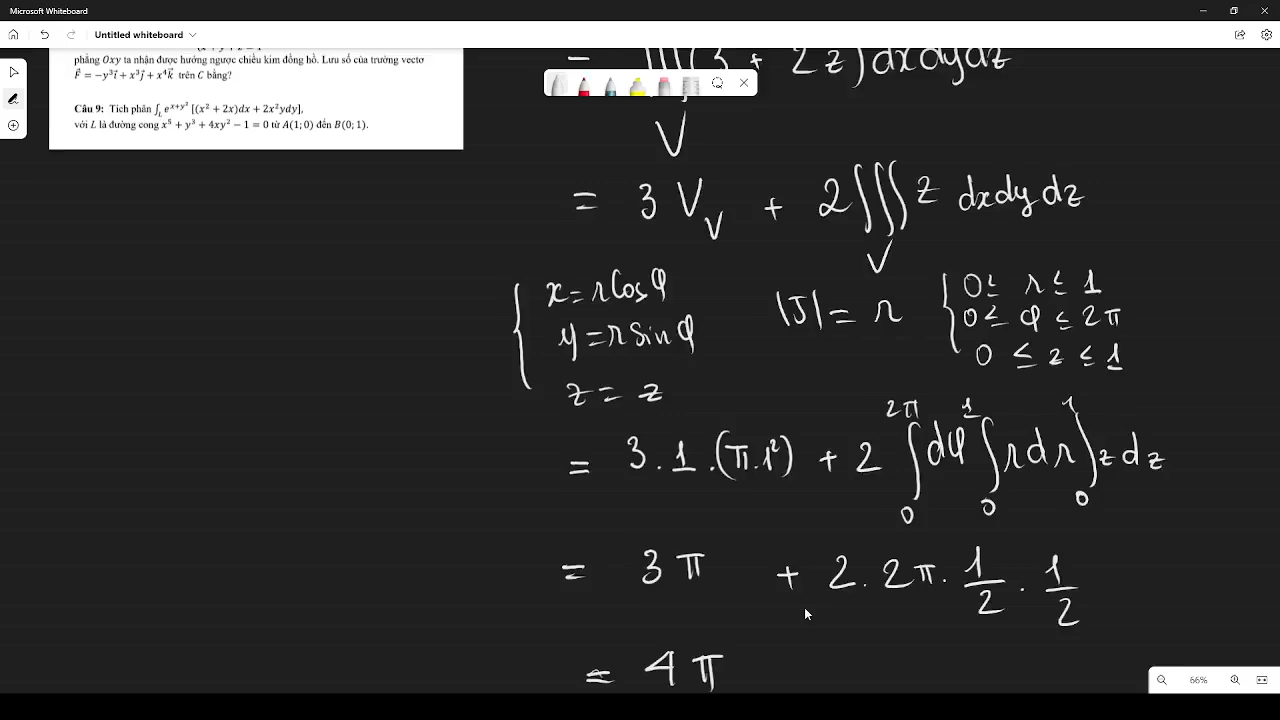 Microsoft Whiteboard
Untitled whiteboard
phẳng Oxy ta nhận được hướng ngược chiều kim đồng hồ. Lưu số của trường vectơ
F⃗ = −y³i⃗ + x³j⃗ + x⁴k⃗ trên C bằng?
Câu 9: Tích phân ∫_L e^{x+y²} [(x² + 2x)dx + 2x²ydy],
với L là đường cong x⁵ + y³ + 4xy² − 1 = 0 từ A(1; 0) đến B(0; 1).
= ∭(3 + 2z)dxdydz
V
= 3 V_V + 2∭ z dxdydz
V
x = r cos φ
y = r sin φ
z = z
|J| = r
0 ≤ r ≤ 1
0 ≤ φ ≤ 2π
0 ≤ z ≤ 1
= 3 . 1 . (π . 1²) + 2 ∫₀^{2π} dφ ∫₀^1 r dr ∫₀^1 z dz
= 3π + 2 . 2π . 1/2 . 1/2
= 4π
66%